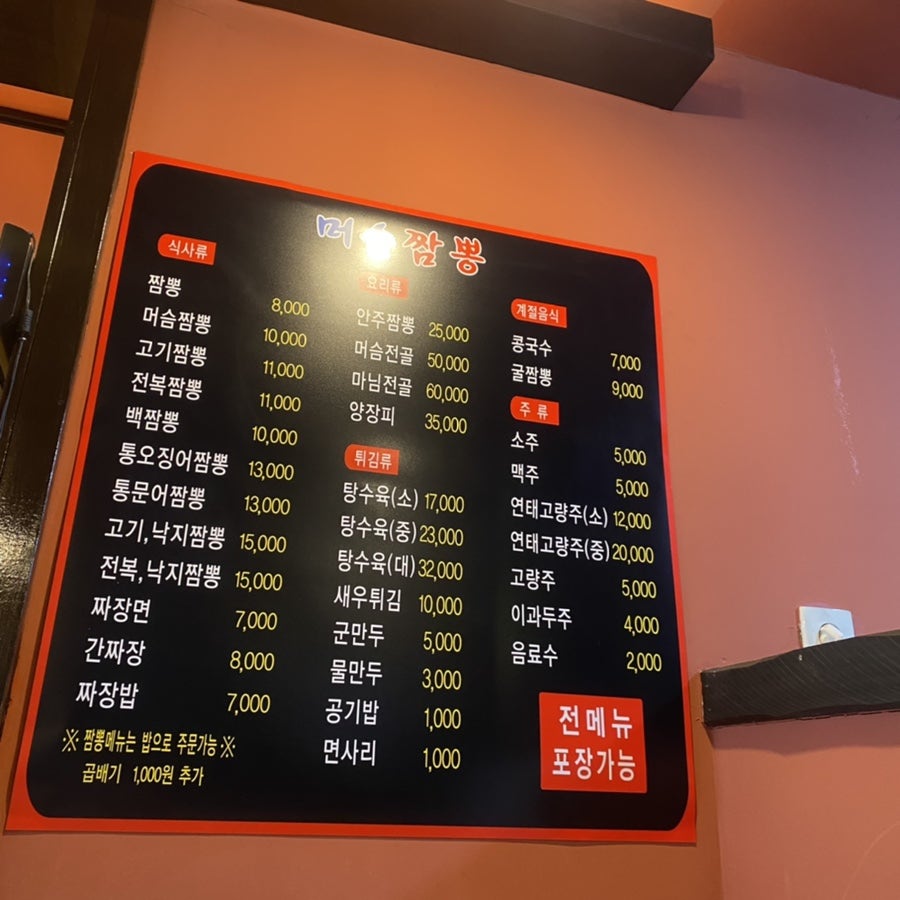 머슴짬뽕
식사류
짬뽕 8,000
머슴짬뽕 10,000
고기짬뽕 11,000
전복짬뽕 11,000
백짬뽕 10,000
통오징어짬뽕 13,000
통문어짬뽕 13,000
고기,낙지짬뽕 15,000
전복,낙지짬뽕 15,000
짜장면 7,000
간짜장 8,000
짜장밥 7,000
※ 짬뽕메뉴는 밥으로 주문가능 ※
곱배기 1,000원 추가
요리류
안주짬뽕 25,000
머슴전골 50,000
마님전골 60,000
양장피 35,000
튀김류
탕수육(소) 17,000
탕수육(중) 23,000
탕수육(대) 32,000
새우튀김 10,000
군만두 5,000
물만두 3,000
공기밥 1,000
면사리 1,000
계절음식
콩국수 7,000
굴짬뽕 9,000
주 류
소주 5,000
맥주 5,000
연태고량주(소) 12,000
연태고량주(중) 20,000
고량주 5,000
이과두주 4,000
음료수 2,000
전메뉴
포장가능